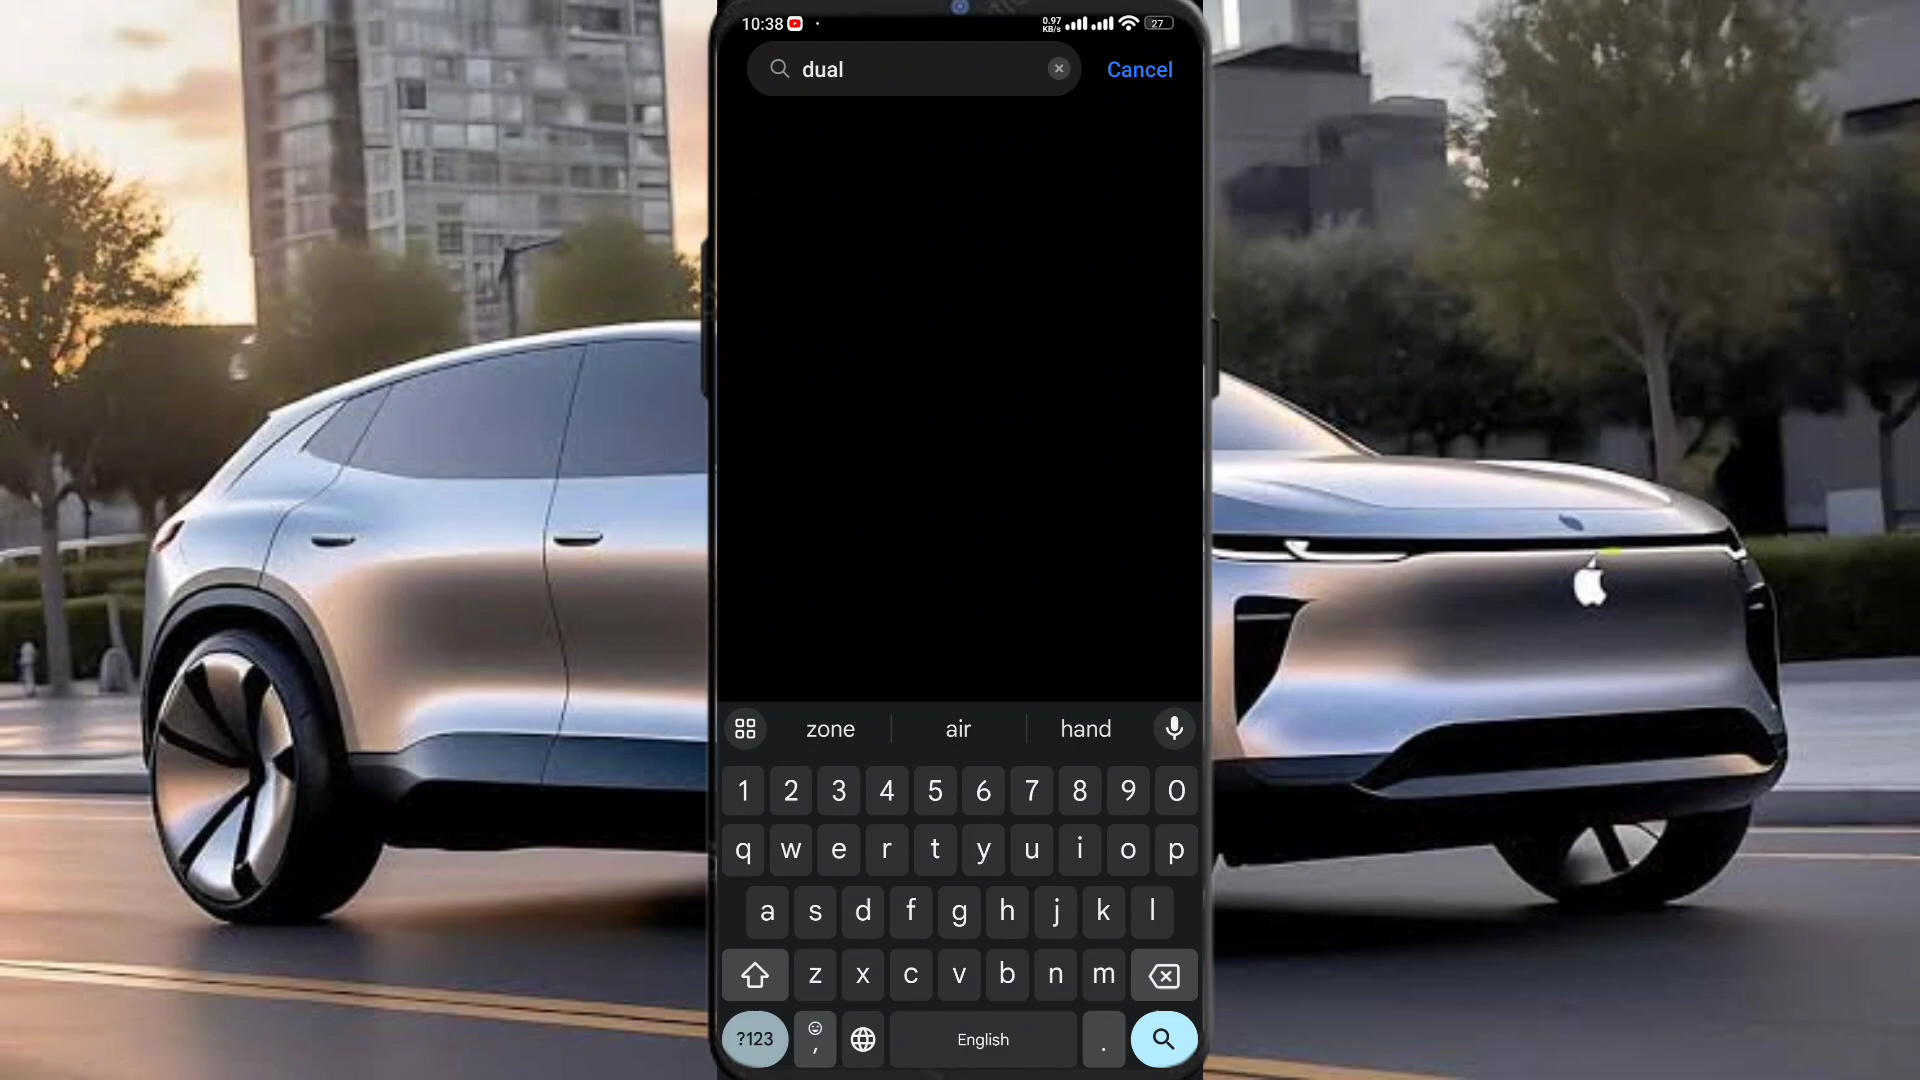 10:38 0.97 KB/s 27
dual Cancel
zone air hand
1 2 3 4 5 6 7 8 9 0
q w e r t y u i o p
a s d f g h j k l
z x c v b n m
?123 , English .